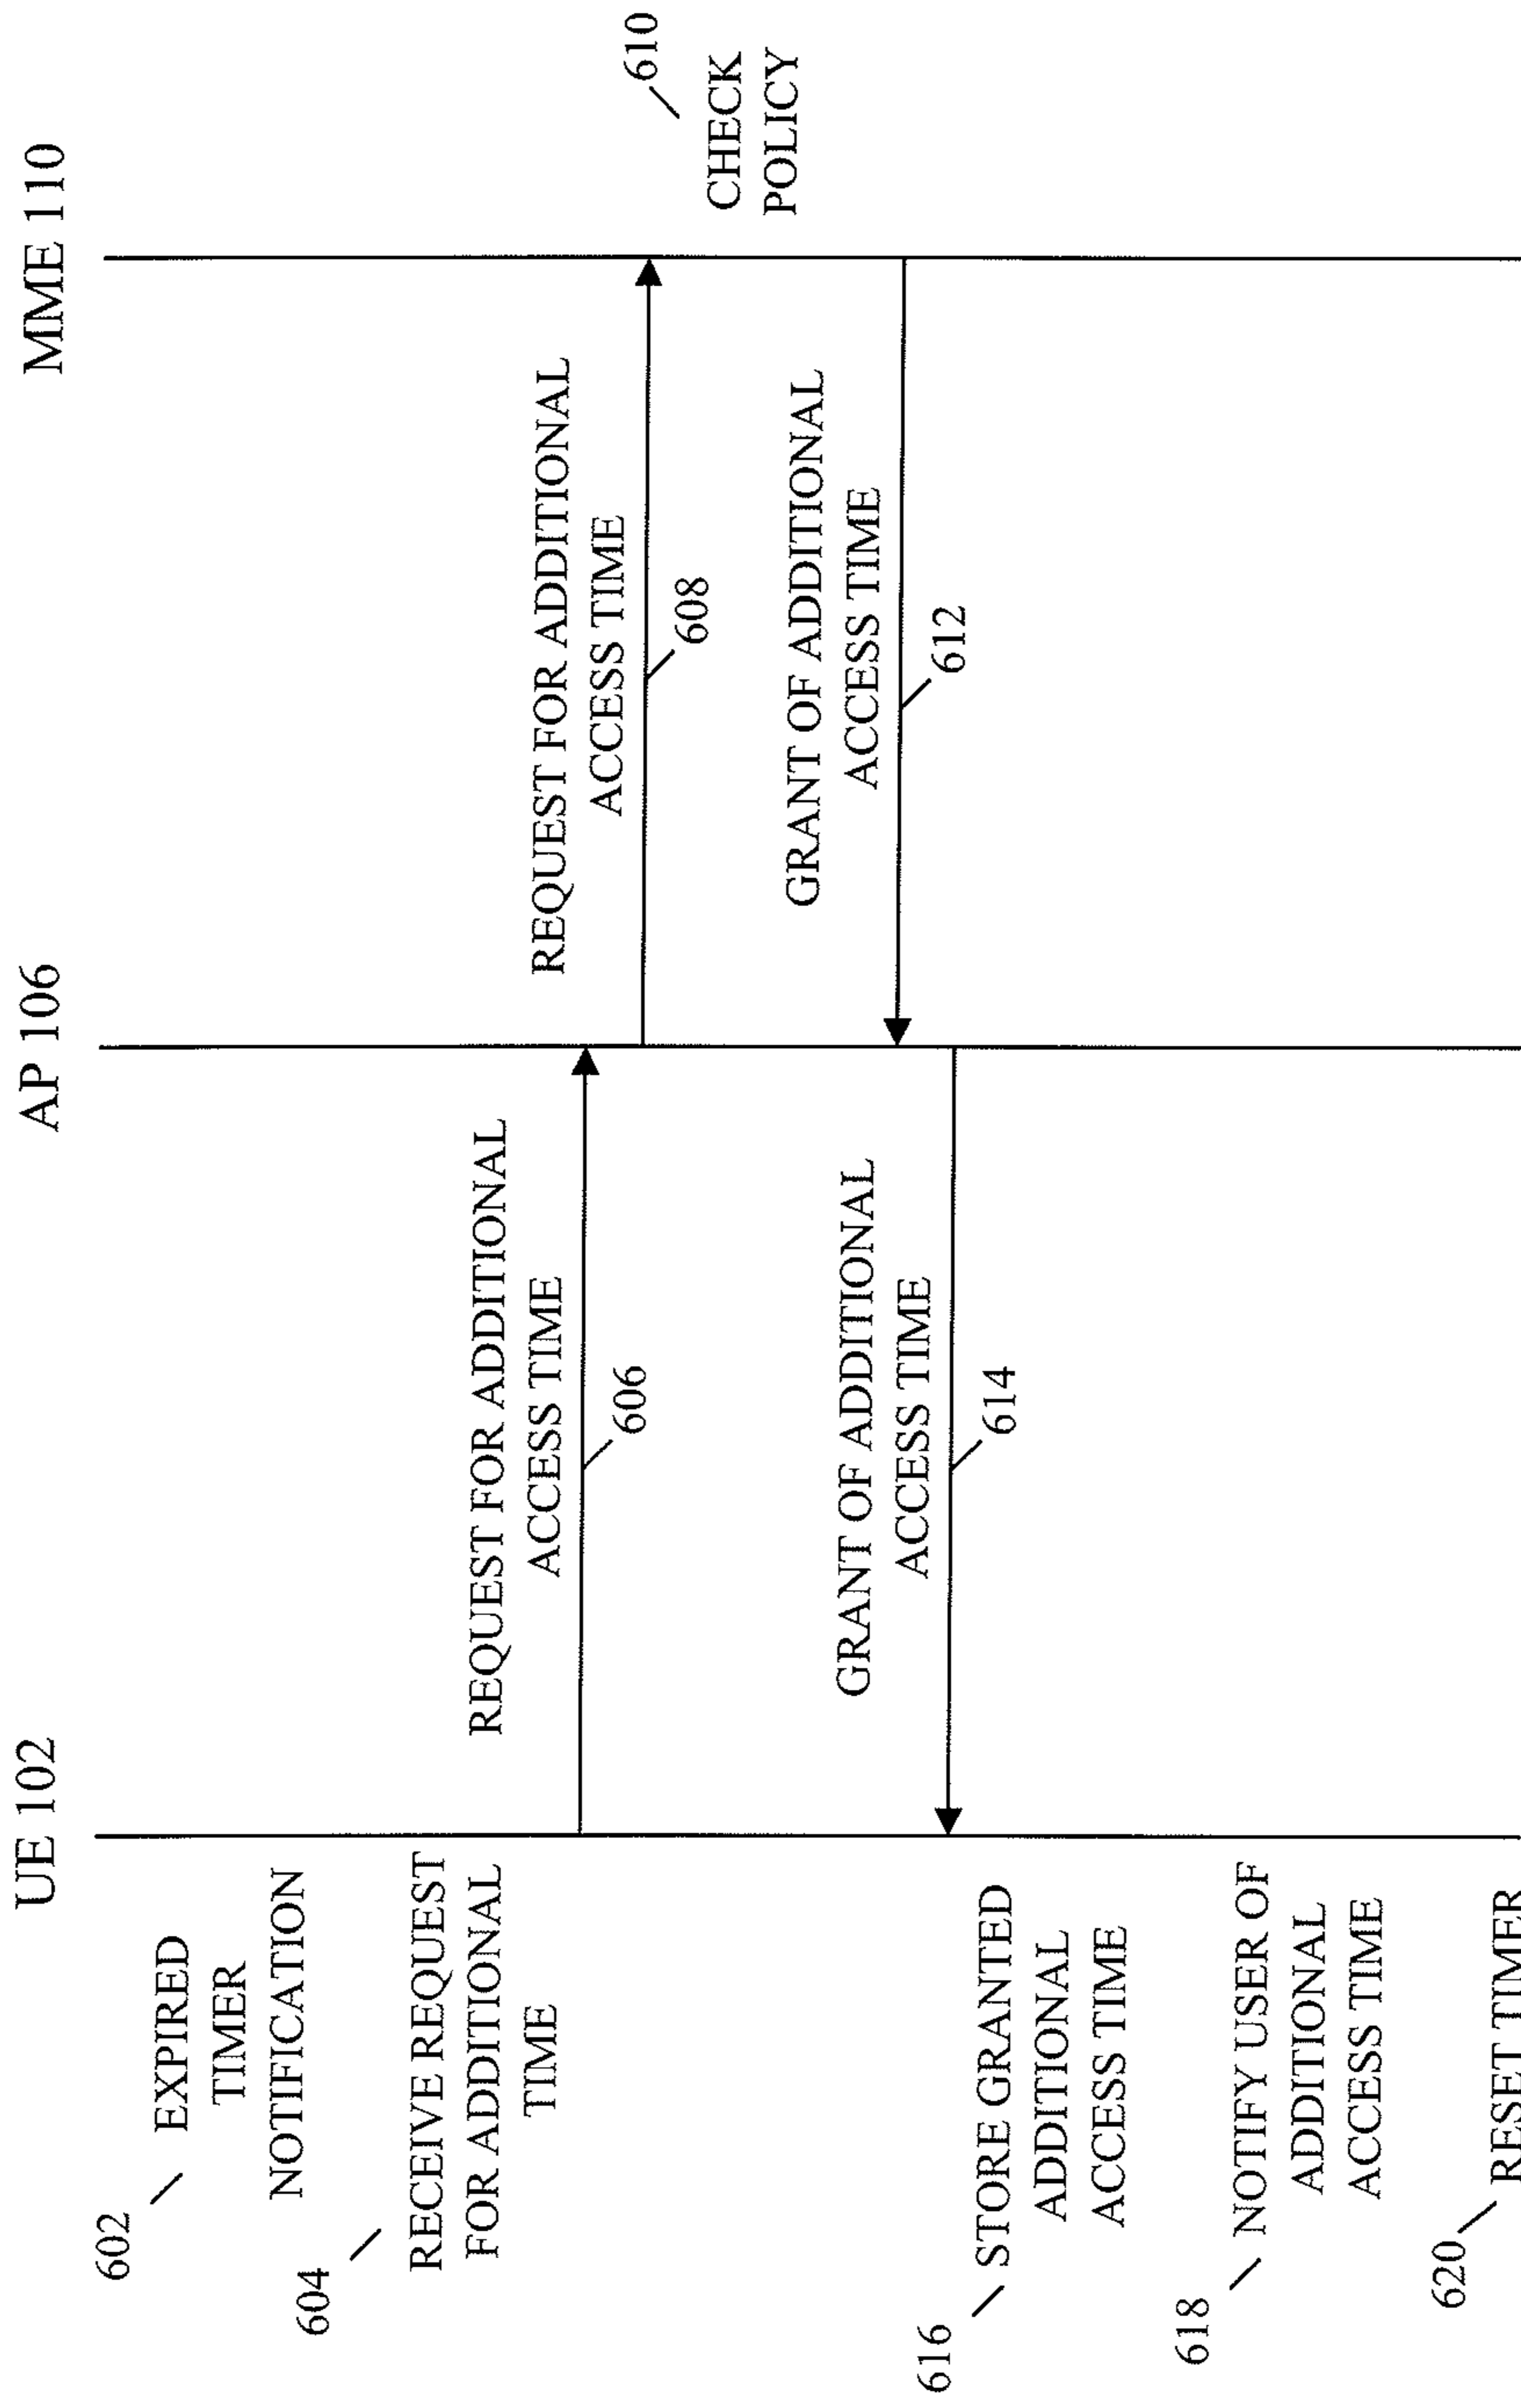 UE 102
AP 106
MME 110
602
EXPIRED
TIMER
NOTIFICATION
604
RECEIVE REQUEST
FOR ADDITIONAL
TIME
REQUEST FOR ADDITIONAL
ACCESS TIME
606
REQUEST FOR ADDITIONAL
ACCESS TIME
608
610
CHECK
POLICY
GRANT OF ADDITIONAL
ACCESS TIME
612
GRANT OF ADDITIONAL
ACCESS TIME
614
616
STORE GRANTED
ADDITIONAL
ACCESS TIME
618
NOTIFY USER OF
ADDITIONAL
ACCESS TIME
620
RESET TIMER